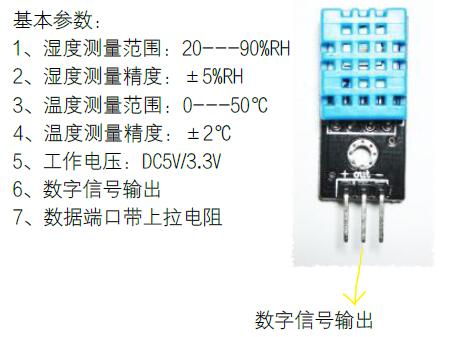 基本参数：
1、湿度测量范围：20---90%RH
2、湿度测量精度：±5%RH
3、温度测量范围：0---50℃
4、温度测量精度：±2℃
5、工作电压：DC5V/3.3V
6、数字信号输出
7、数据端口带上拉电阻
+ out -
数字信号输出